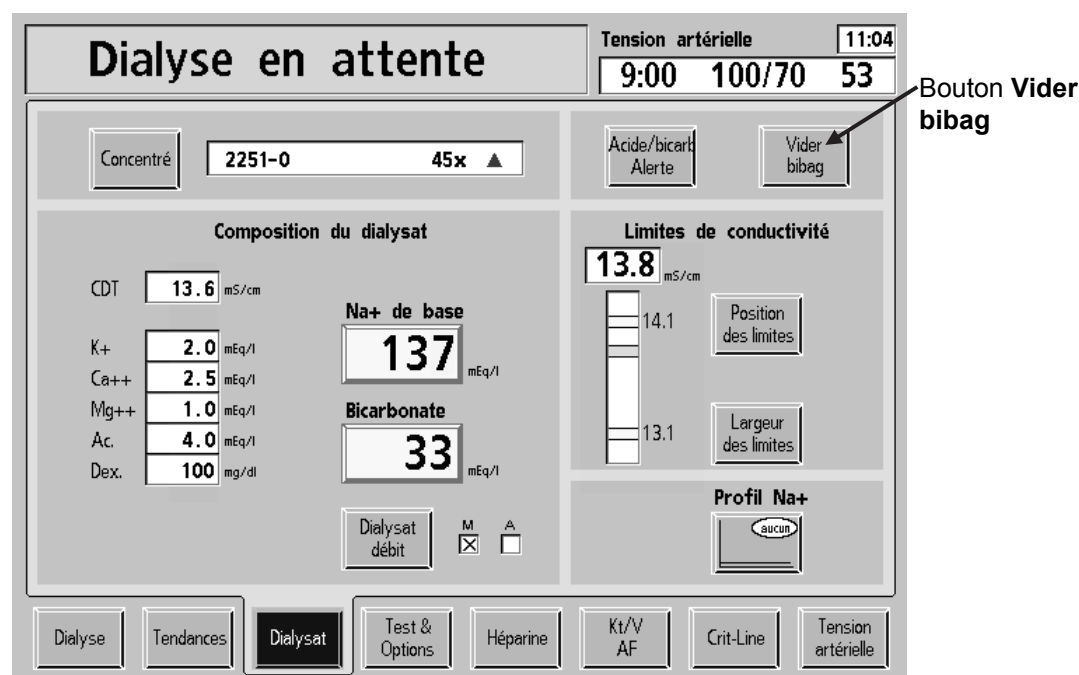 Dialyse en attente
Tension artérielle
11:04
9:00 100/70 53
Bouton Vider
bibag
Concentré
2251-0 45x ▲
Acide/bicarb
Alerte
Vider
bibag
Composition du dialysat
CDT 13.6 mS/cm
K+ 2.0 mEq/l
Ca++ 2.5 mEq/l
Mg++ 1.0 mEq/l
Ac. 4.0 mEq/l
Dex. 100 mg/dl
Na+ de base
137 mEq/l
Bicarbonate
33 mEq/l
Dialysat
débit
M A
Limites de conductivité
13.8 mS/cm
14.1
13.1
Position
des limites
Largeur
des limites
Profil Na+
aucun
Dialyse
Tendances
Dialysat
Test &
Options
Héparine
Kt/V
AF
Crit-Line
Tension
artérielle